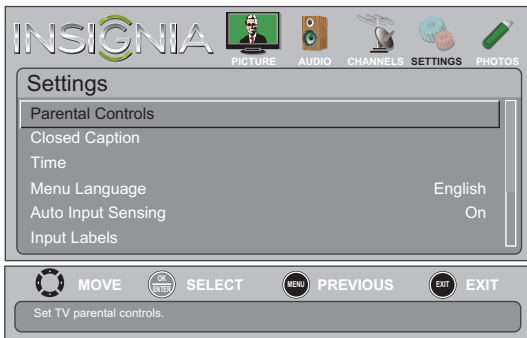 INSIGNIA
PICTURE AUDIO CHANNELS SETTINGS PHOTOS
Settings
Parental Controls
Closed Caption
Time
Menu Language English
Auto Input Sensing On
Input Labels
MOVE OK ENTER SELECT MENU PREVIOUS EXIT EXIT
Set TV parental controls.